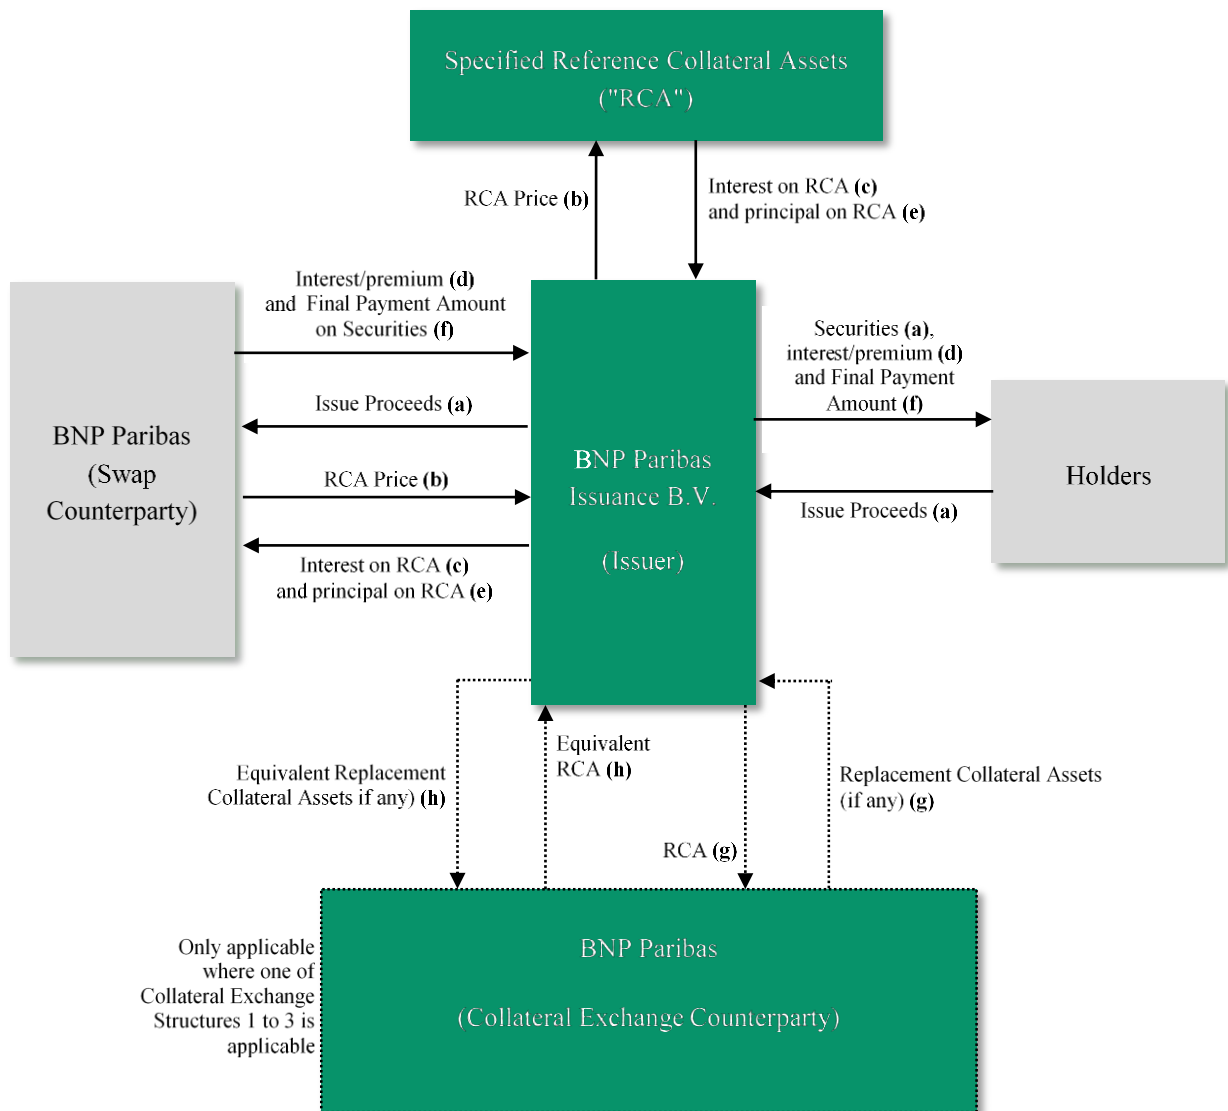 Specified Reference Collateral Assets
("RCA")
RCA Price (b)
Interest on RCA (c)
and principal on RCA (e)
Interest/premium (d)
and Final Payment Amount
on Securities (f)
Issue Proceeds (a)
RCA Price (b)
Interest on RCA (c)
and principal on RCA (e)
BNP Paribas
(Swap
Counterparty)
BNP Paribas
Issuance B.V.
(Issuer)
Securities (a),
interest/premium (d)
and Final Payment
Amount (f)
Issue Proceeds (a)
Holders
Equivalent Replacement
Collateral Assets if any) (h)
Equivalent
RCA (h)
RCA (g)
Replacement Collateral Assets
(if any) (g)
Only applicable
where one of
Collateral Exchange
Structures 1 to 3 is
applicable
BNP Paribas
(Collateral Exchange Counterparty)